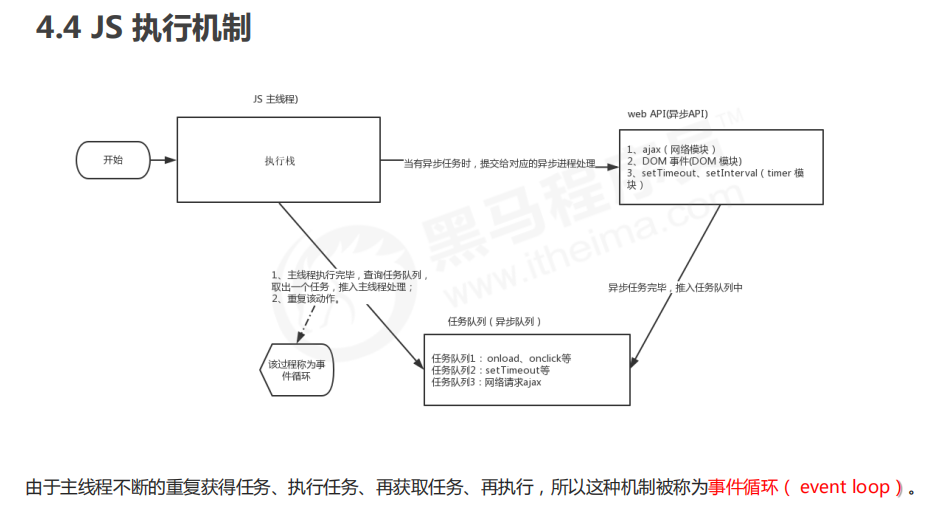 4.4 JS 执行机制
JS 主线程)
web API(异步API)
开始
执行栈
当有异步任务时，提交给对应的异步进程处理
1、ajax（网络模块）
2、DOM 事件(DOM 模块)
3、setTimeout、setInterval（timer 模
块）
1、主线程执行完毕，查询任务队列，
取出一个任务，推入主线程处理；
2、重复该动作。
异步任务完毕，推入任务队列中
任务队列（异步队列）
该过程称为事
件循环
任务队列1： onload、onclick等
任务队列2：setTimeout等
任务队列3：网络请求ajax
黑马程序员TM
www.itheima.com
由于主线程不断的重复获得任务、执行任务、再获取任务、再执行，所以这种机制被称为事件循环（ event loop）。